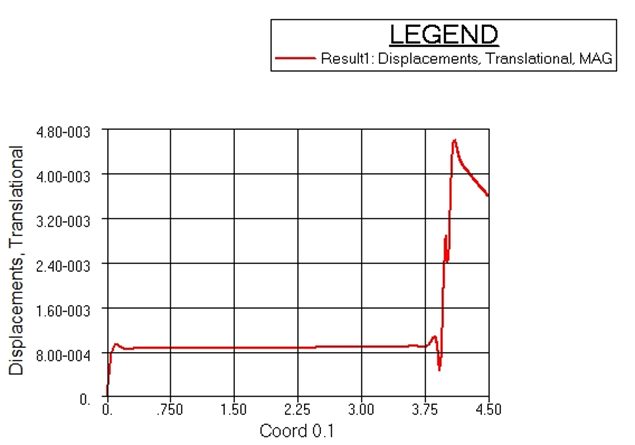 LEGEND
Result1: Displacements, Translational, MAG
Displacements, Translational
4.80-003
4.00-003
3.20-003
2.40-003
1.60-003
8.00-004
0.
0. .750 1.50 2.25 3.00 3.75 4.50
Coord 0.1